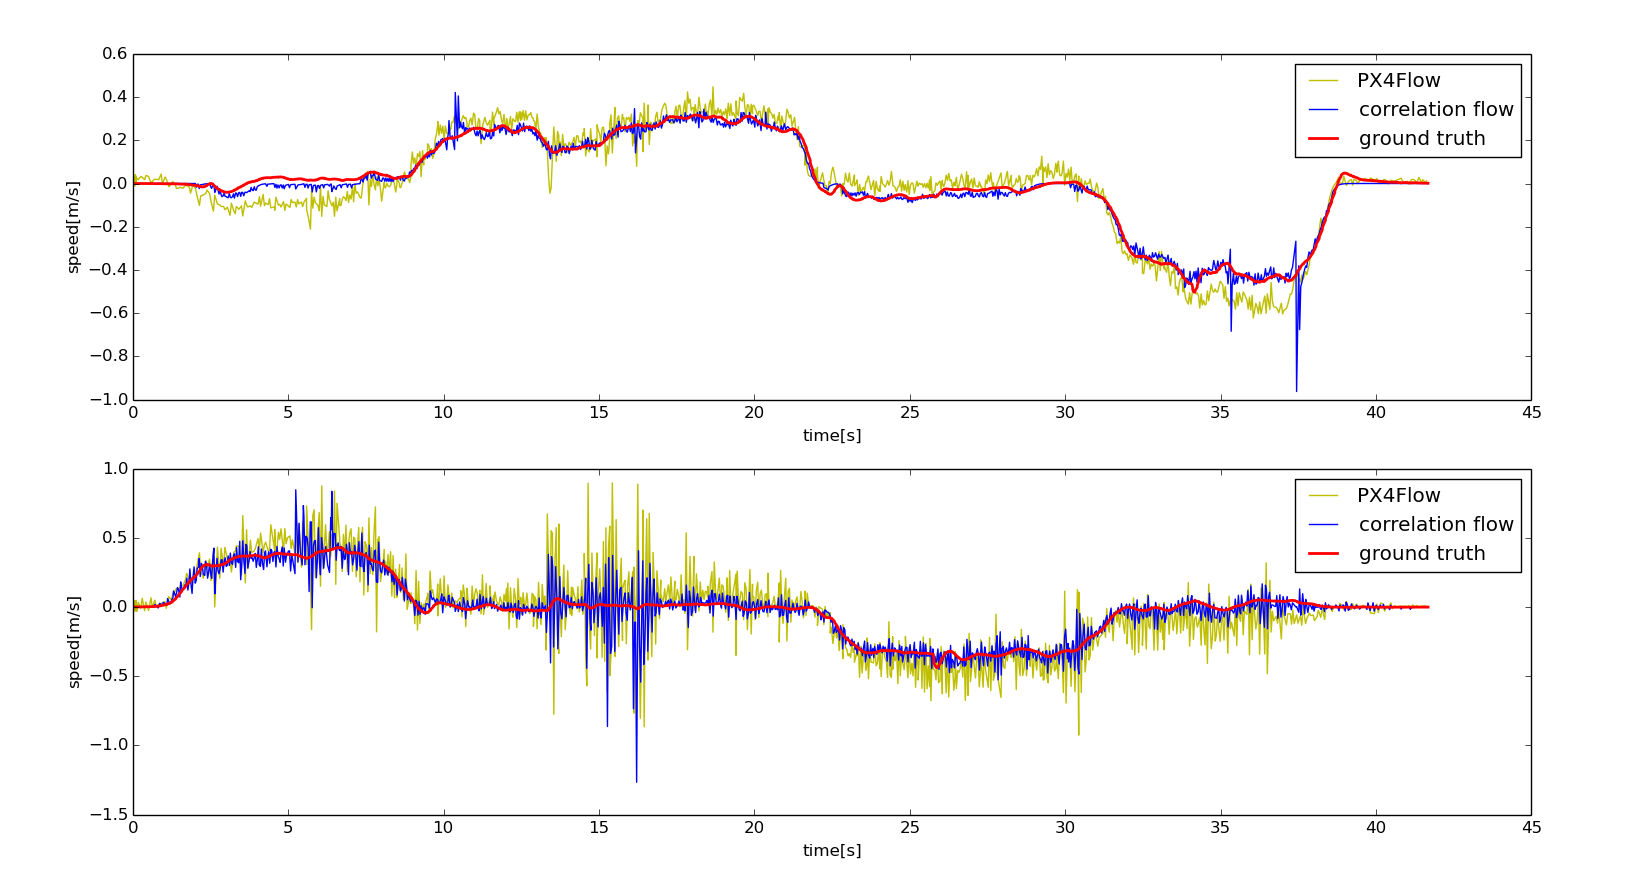 0.6
0.4
0.2
0.0
−0.2
−0.4
−0.6
−0.8
−1.0
speed[m/s]
PX4Flow
correlation flow
ground truth
0 5 10 15 20 25 30 35 40 45
time[s]
1.0
0.5
0.0
−0.5
−1.0
−1.5
speed[m/s]
PX4Flow
correlation flow
ground truth
0 5 10 15 20 25 30 35 40 45
time[s]